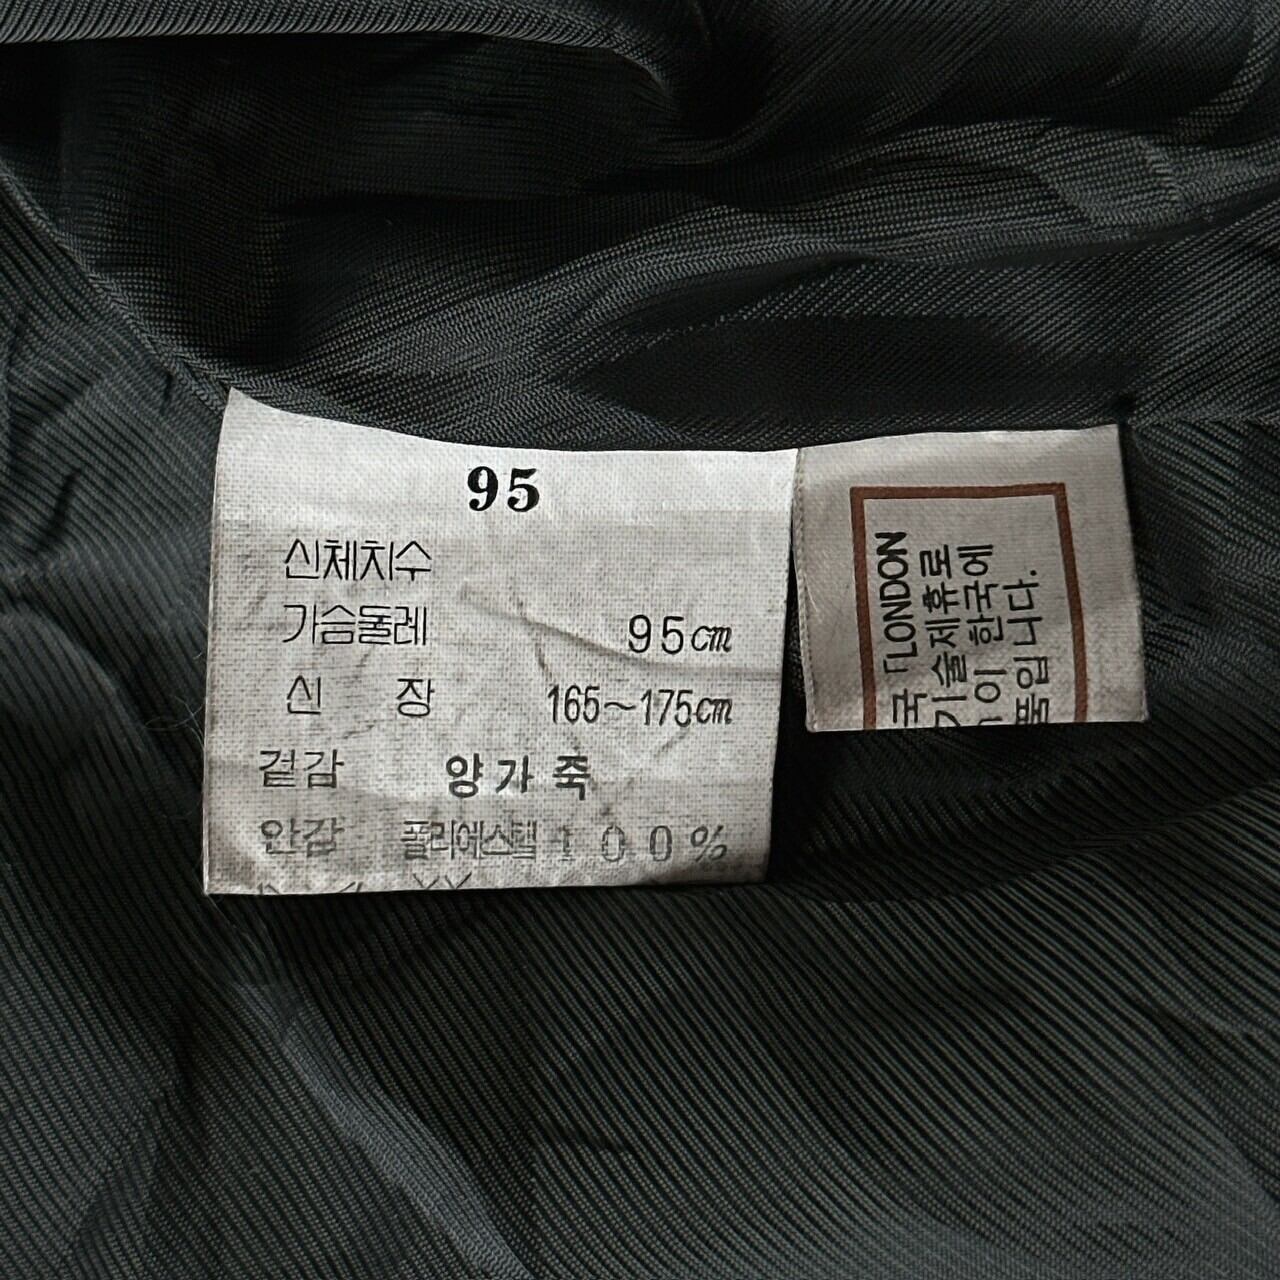 95
신체치수
가슴둘레 95cm
신 장 165~175cm
겉감 양가죽
안감 폴리에스텔 100%
국 「LONDON
기술제휴로
이 한국에
품입니다.